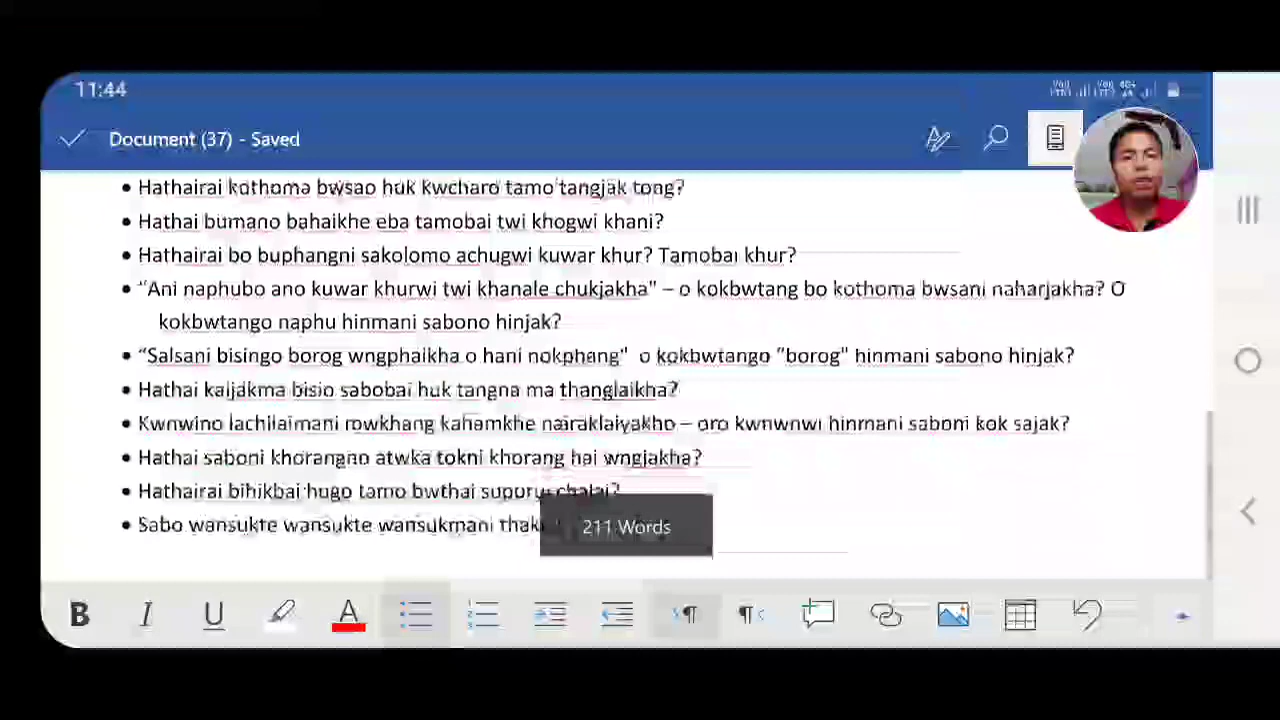 11:44
Document (37) - Saved
• Hathairai kothoma bwsao huk kwcharo tamo tangjak tong?
• Hathai bumano bahaikhe eba tamobai twi khogwi khani?
• Hathairai bo buphangni sakolomo achugwi kuwar khur? Tamobai khur?
• "Ani naphubo ano kuwar khurwi twi khanale chukjakha" – o kokbwtang bo kothoma bwsani naharjakha? O
kokbwtango naphu hinmani sabono hinjak?
• "Salsani bisingo borog wngphaikha o hani nokphang" o kokbwtango "borog" hinmani sabono hinjak?
• Hathai kaijakma bisio sabobai huk tangna ma thanglaikha?
• Kwnwino lachilaimani rowkhang kahamkhe nairaklaiyakho – oro kwnwnwi hinmani saboni kok sajak?
• Hathai saboni khorangno atwka tokni khorang hai wngjakha?
• Hathairai bihikbai hugo tamo bwthai suporwi chalai?
• Sabo wansukte wansukte wansukmani
211 Words
B I U A